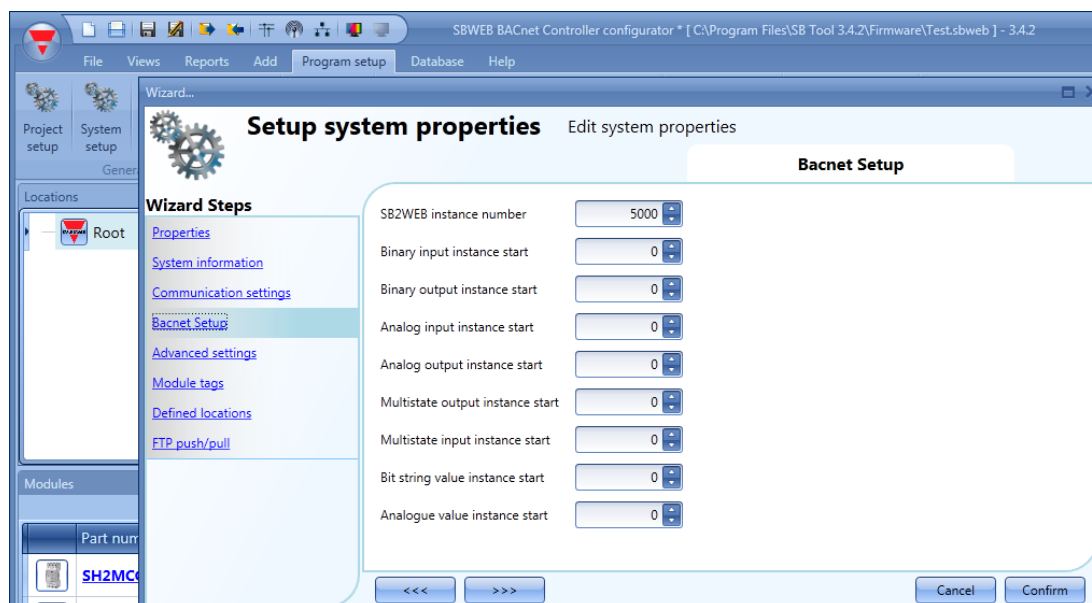 SBWEB BACnet Controller configurator * [ C:\Program Files\SB Tool 3.4.2\Firmware\Test.sbweb ] - 3.4.2
File Views Reports Add Program setup Database Help
Project setup
System setup
Wizard...
Setup system properties Edit system properties
Bacnet Setup
Locations
Root
Wizard Steps
Properties
System information
Communication settings
Bacnet Setup
Advanced settings
Module tags
Defined locations
FTP push/pull
SB2WEB instance number 5000
Binary input instance start 0
Binary output instance start 0
Analog input instance start 0
Analog output instance start 0
Multistate output instance start 0
Multistate input instance start 0
Bit string value instance start 0
Analogue value instance start 0
Modules
Part num
<<< >>> Cancel Confirm